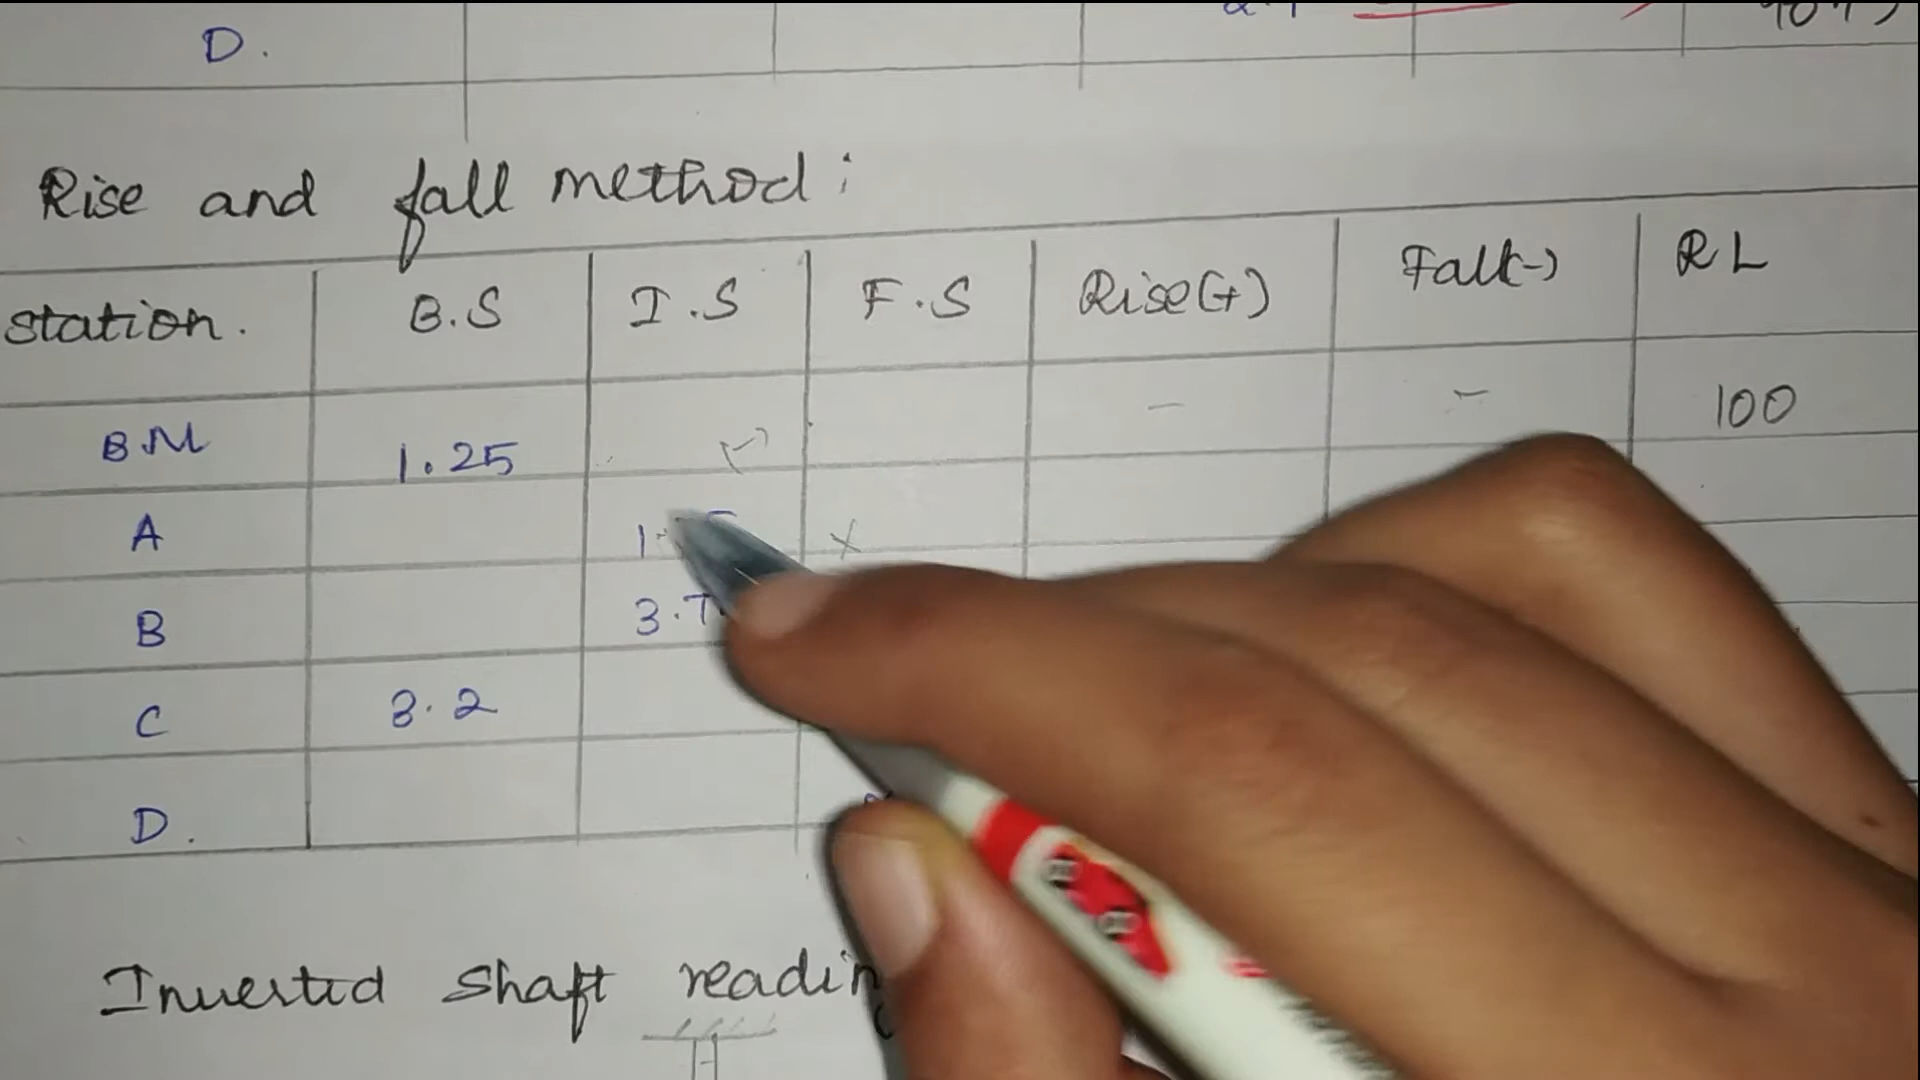 D.
Rise and fall method:
station. B.S I.S F.S Rise(+) Fall(-) RL
BM 1.25 (-) - - 100
A x
B
C 3.2
D.
Inverted shaft